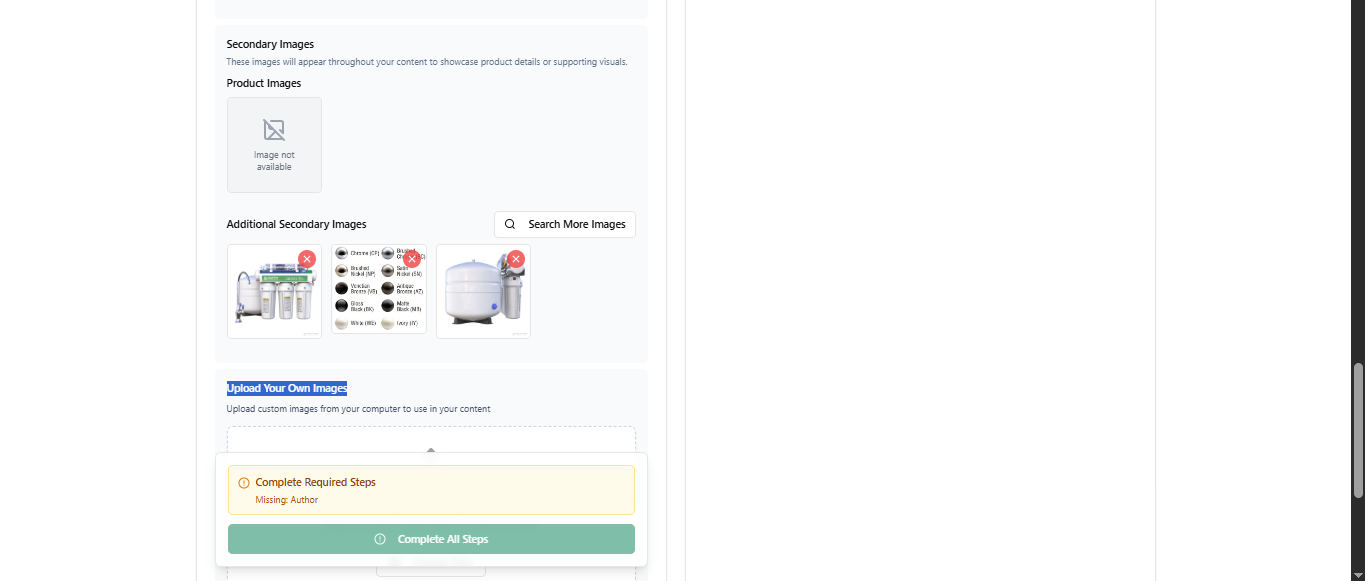 Secondary Images
These images will appear throughout your content to showcase product details or supporting visuals.
Product Images
Image not
available
Additional Secondary Images
Search More Images
Chrome (CP)
Brushed
Brushed
Nickel (NP)
Satin
Nickel (SN)
Venetian
Bronze (VB)
Antique
Bronze (AZ)
Gloss
Black (BK)
Matte
Black (MB)
White (WE)
Ivory (IV)
Upload Your Own Images
Upload custom images from your computer to use in your content
Complete Required Steps
Missing: Author
Complete All Steps